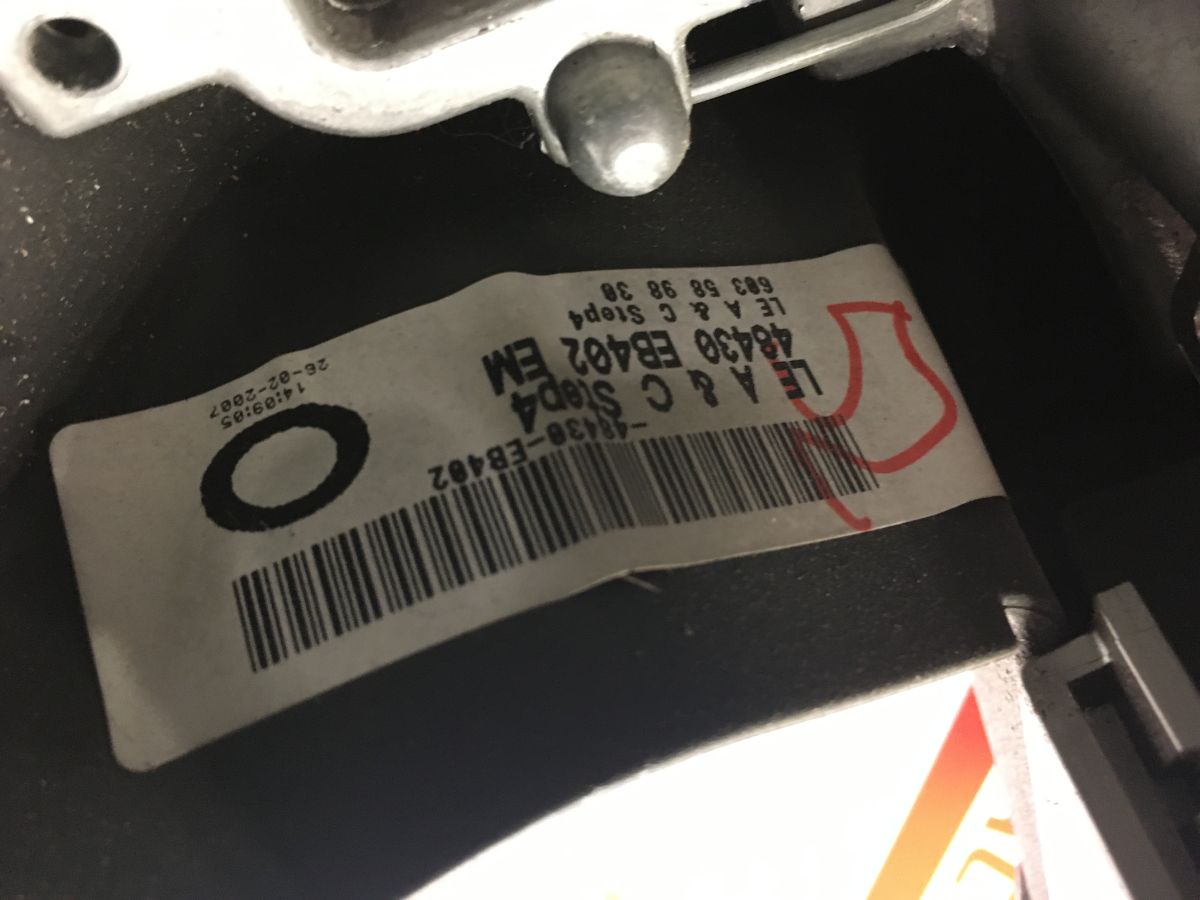 -48430-EB402
LE A & C Step4
48430 EB402 EM
LE A & C Step4
603 58 98 30
14:09:05
26-02-2007